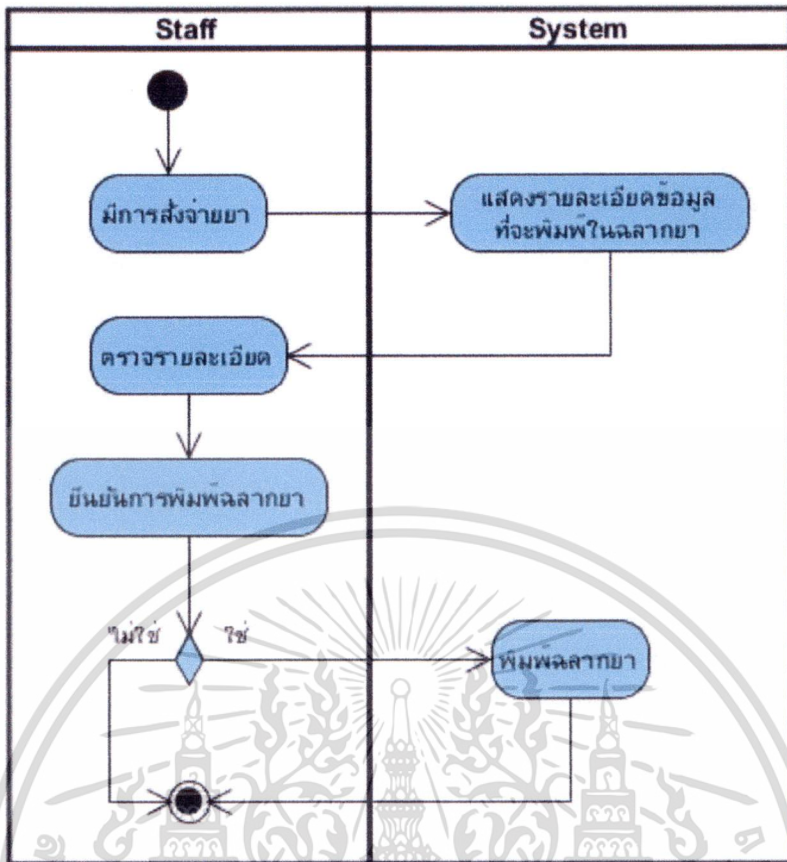 Staff
System
มีการสั่งจ่ายยา
แสดงรายละเอียดข้อมูล
ที่จะพิมพ์ในฉลากยา
ตรวจรายละเอียด
ยืนยันการพิมพ์ฉลากยา
ไม่ใช่
ใช่
พิมพ์ฉลากยา